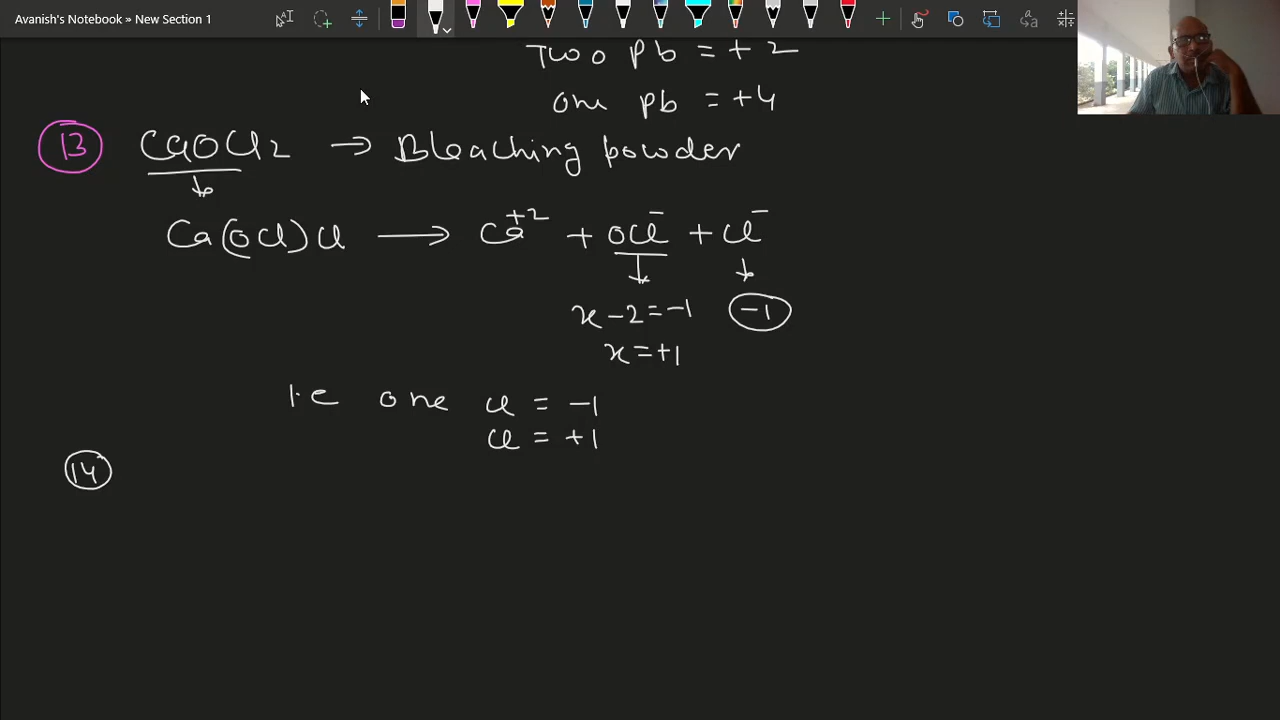 Avanish's Notebook » New Section 1
Two Pb = +2
one Pb = +4
13 CaOCl2 → Bleaching powder
Ca(OCl)Cl → Ca+2 + OCl- + Cl-
x-2=-1 -1
x=+1
i.e one Cl = -1
Cl = +1
14